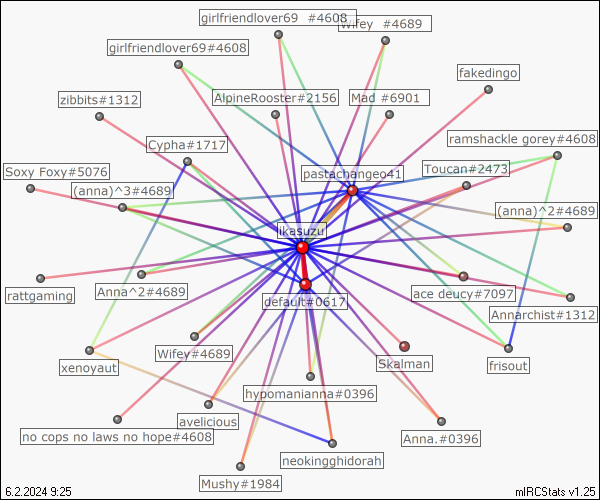 girlfriendlover69 #4608
Wifey #4689
girlfriendlover69#4608
fakedingo
zibbits#1312
AlpineRooster#2156
Mad #6901
Cypha#1717
ramshackle gorey#4608
Soxy Foxy#5076
pastachangeo41
Toucan#2473
(anna)^3#4689
(anna)^2#4689
ikasuzu
rattgaming
Anna^2#4689
default#0617
ace deucy#7097
Annarchist#1312
Wifey#4689
xenoyaut
Skalman
frisout
hypomanianna#0396
no cops no laws no hope#4608
avelicious
Anna.#0396
neokingghidorah
Mushy#1984
6.2.2024 9:25
mIRCStats v1.25